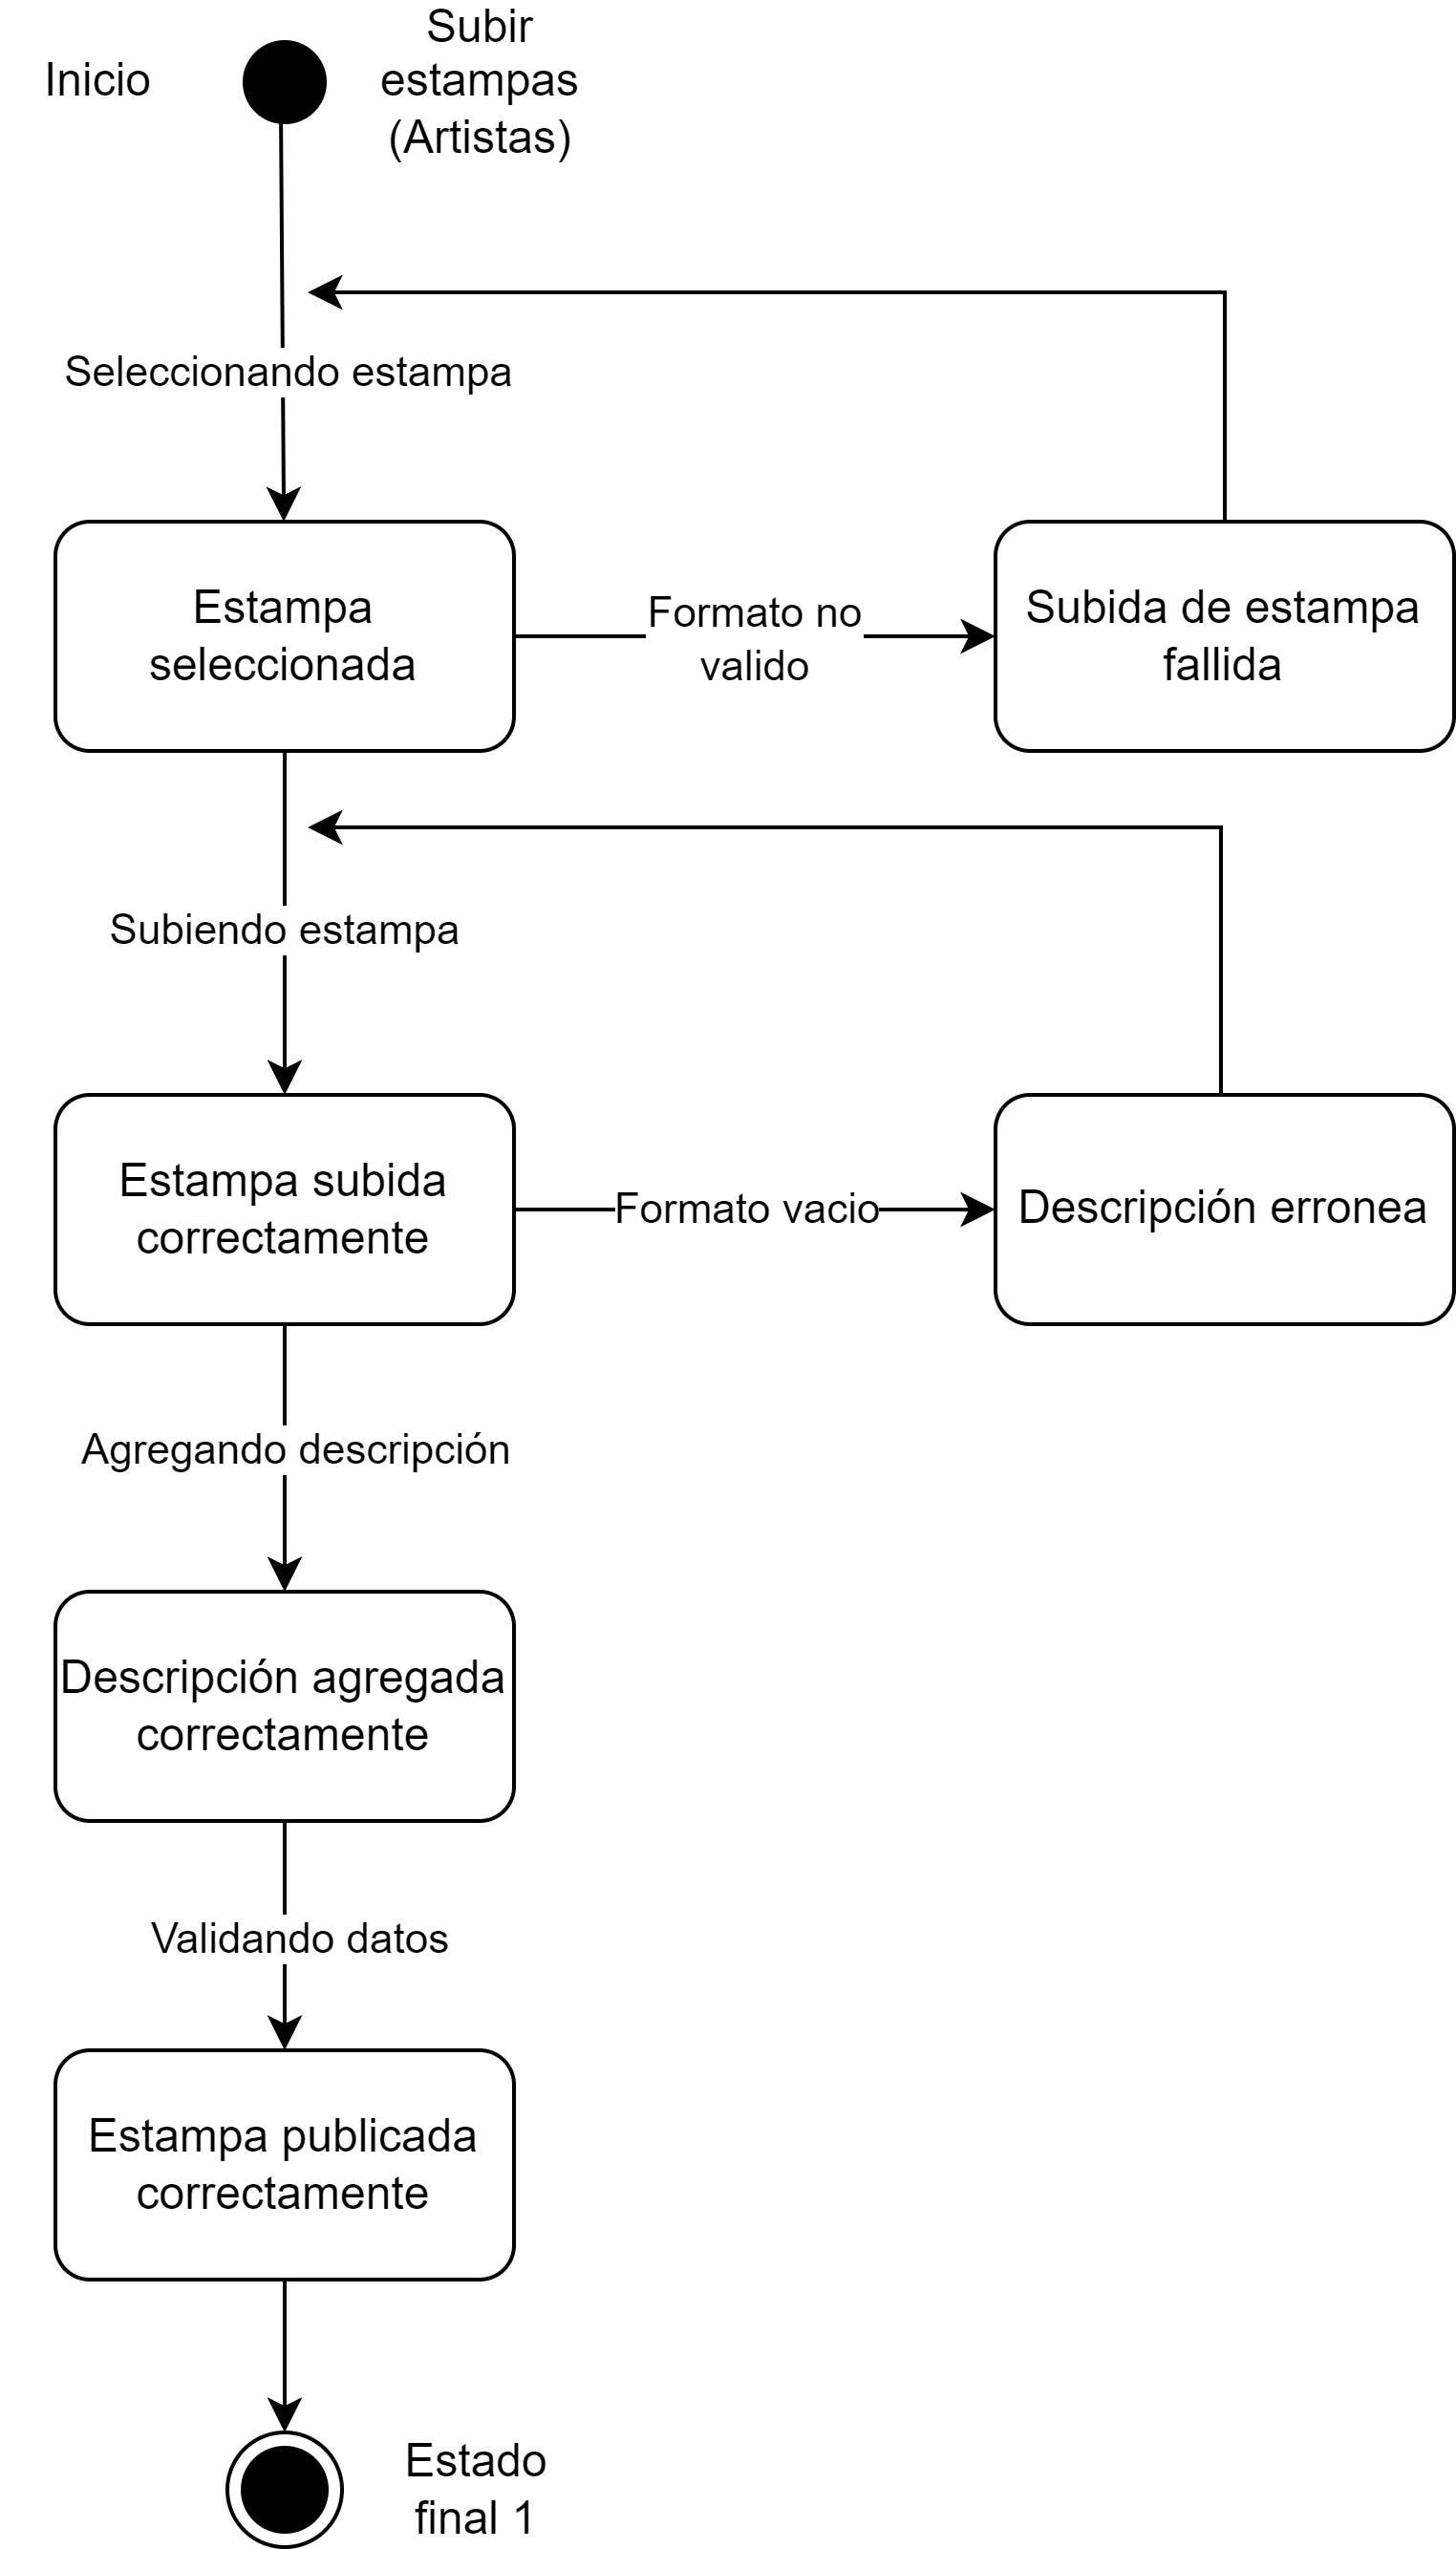 Inicio
Subir
estampas
(Artistas)
Seleccionando estampa
Estampa
seleccionada
Formato no
valido
Subida de estampa
fallida
Subiendo estampa
Estampa subida
correctamente
Formato vacio
Descripción erronea
Agregando descripción
Descripción agregada
correctamente
Validando datos
Estampa publicada
correctamente
Estado
final 1